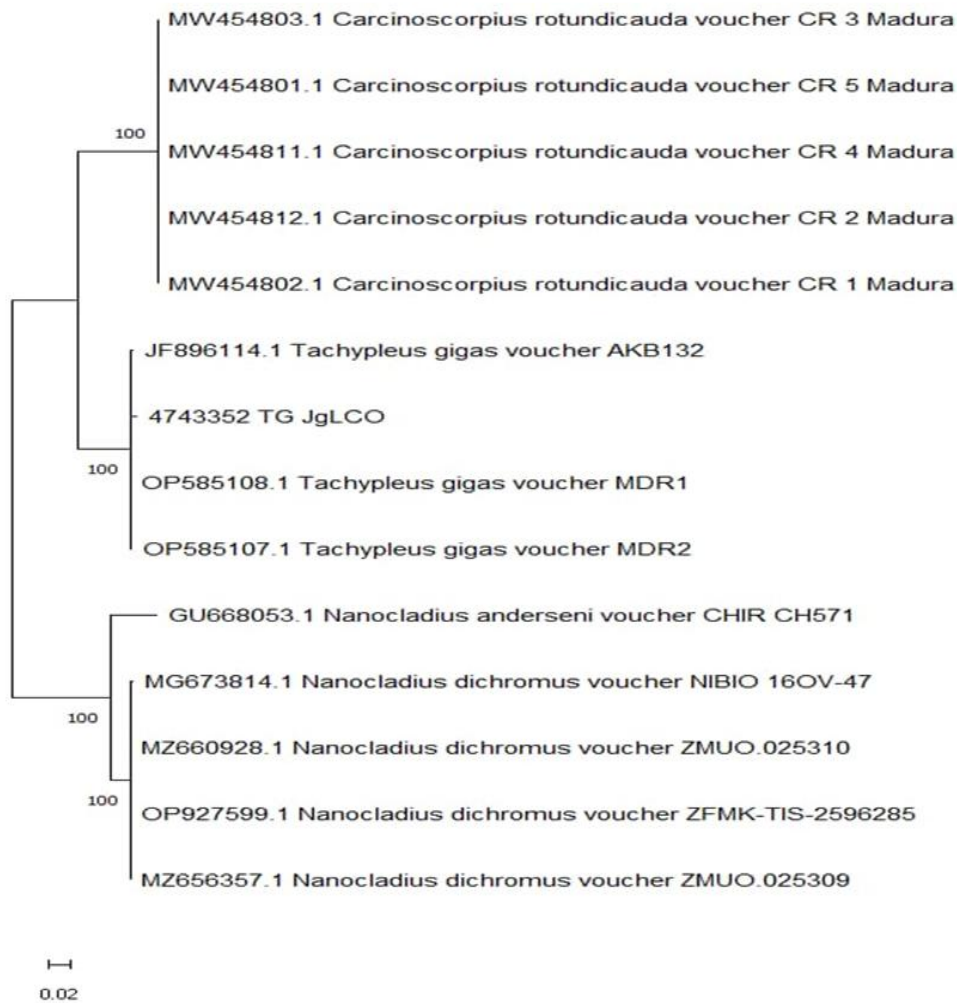 MW454803.1 Carcinoscorpius rotundicauda voucher CR 3 Madura
MW454801.1 Carcinoscorpius rotundicauda voucher CR 5 Madura
100
MW454811.1 Carcinoscorpius rotundicauda voucher CR 4 Madura
MW454812.1 Carcinoscorpius rotundicauda voucher CR 2 Madura
MW454802.1 Carcinoscorpius rotundicauda voucher CR 1 Madura
JF896114.1 Tachypleus gigas voucher AKB132
4743352 TG JgLCO
100
OP585108.1 Tachypleus gigas voucher MDR1
OP585107.1 Tachypleus gigas voucher MDR2
GU668053.1 Nanocladius anderseni voucher CHIR CH571
MG673814.1 Nanocladius dichromus voucher NIBIO 16OV-47
100
MZ660928.1 Nanocladius dichromus voucher ZMUO.025310
100
OP927599.1 Nanocladius dichromus voucher ZFMK-TIS-2596285
MZ656357.1 Nanocladius dichromus voucher ZMUO.025309
0.02